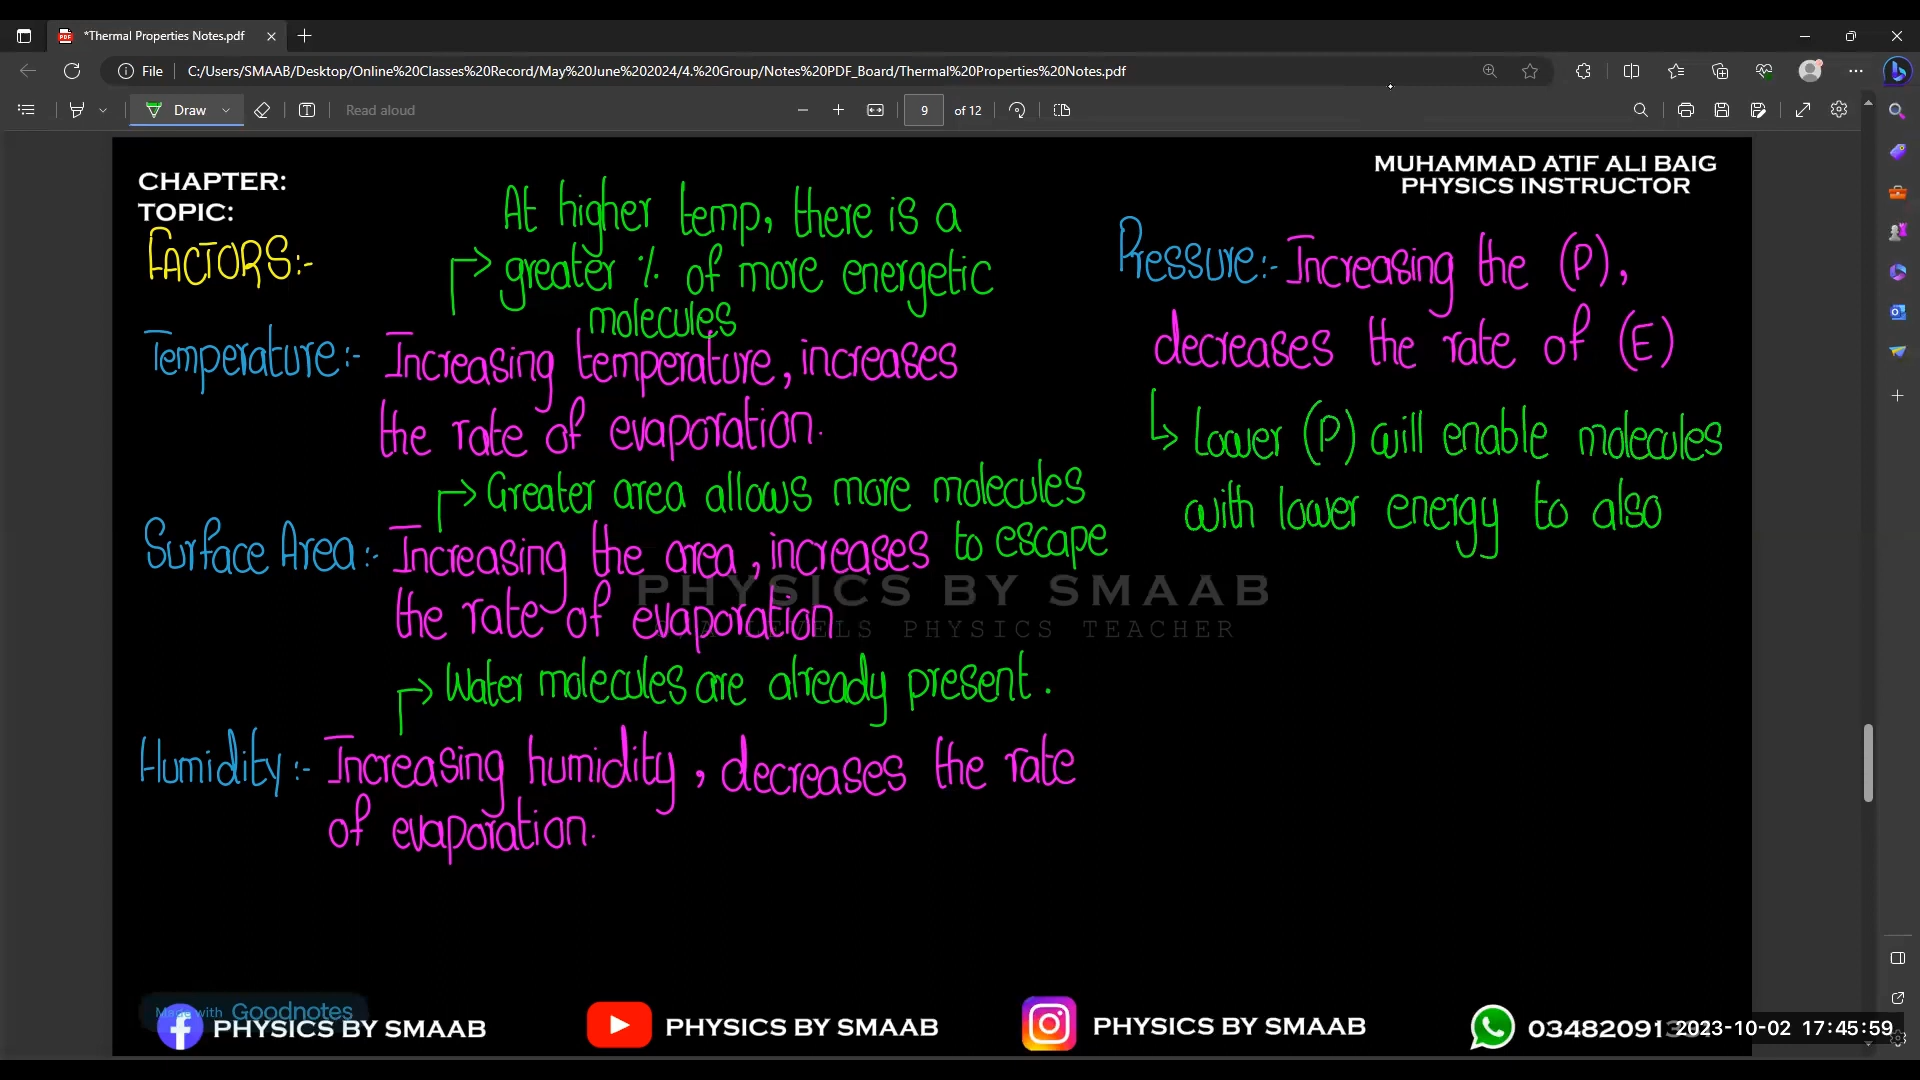 *Thermal Properties Notes.pdf
File
C:/Users/SMAAB/Desktop/Online%20Classes%20Record/May%20June%202024/4.%20Group/Notes%20PDF_Board/Thermal%20Properties%20Notes.pdf
Draw
Read aloud
9 of 12
CHAPTER:
TOPIC:
MUHAMMAD ATIF ALI BAIG
PHYSICS INSTRUCTOR
FACTORS:-
At higher temp, there is a
greater % of more energetic
molecules
Temperature:- Increasing temperature, increases
the rate of evaporation.
Greater area allows more molecules
to escape
Surface Area:- Increasing the area, increases
the rate of evaporation
Water molecules are already present.
Humidity:- Increasing humidity, decreases the rate
of evaporation.
Pressure:- Increasing the (P),
decreases the rate of (E)
Lower (P) will enable molecules
with lower energy to also
PHYSICS BY SMAAB
LEVELS PHYSICS TEACHER
Made with Goodnotes
PHYSICS BY SMAAB
PHYSICS BY SMAAB
PHYSICS BY SMAAB
034820913
2023-10-02 17:45:59